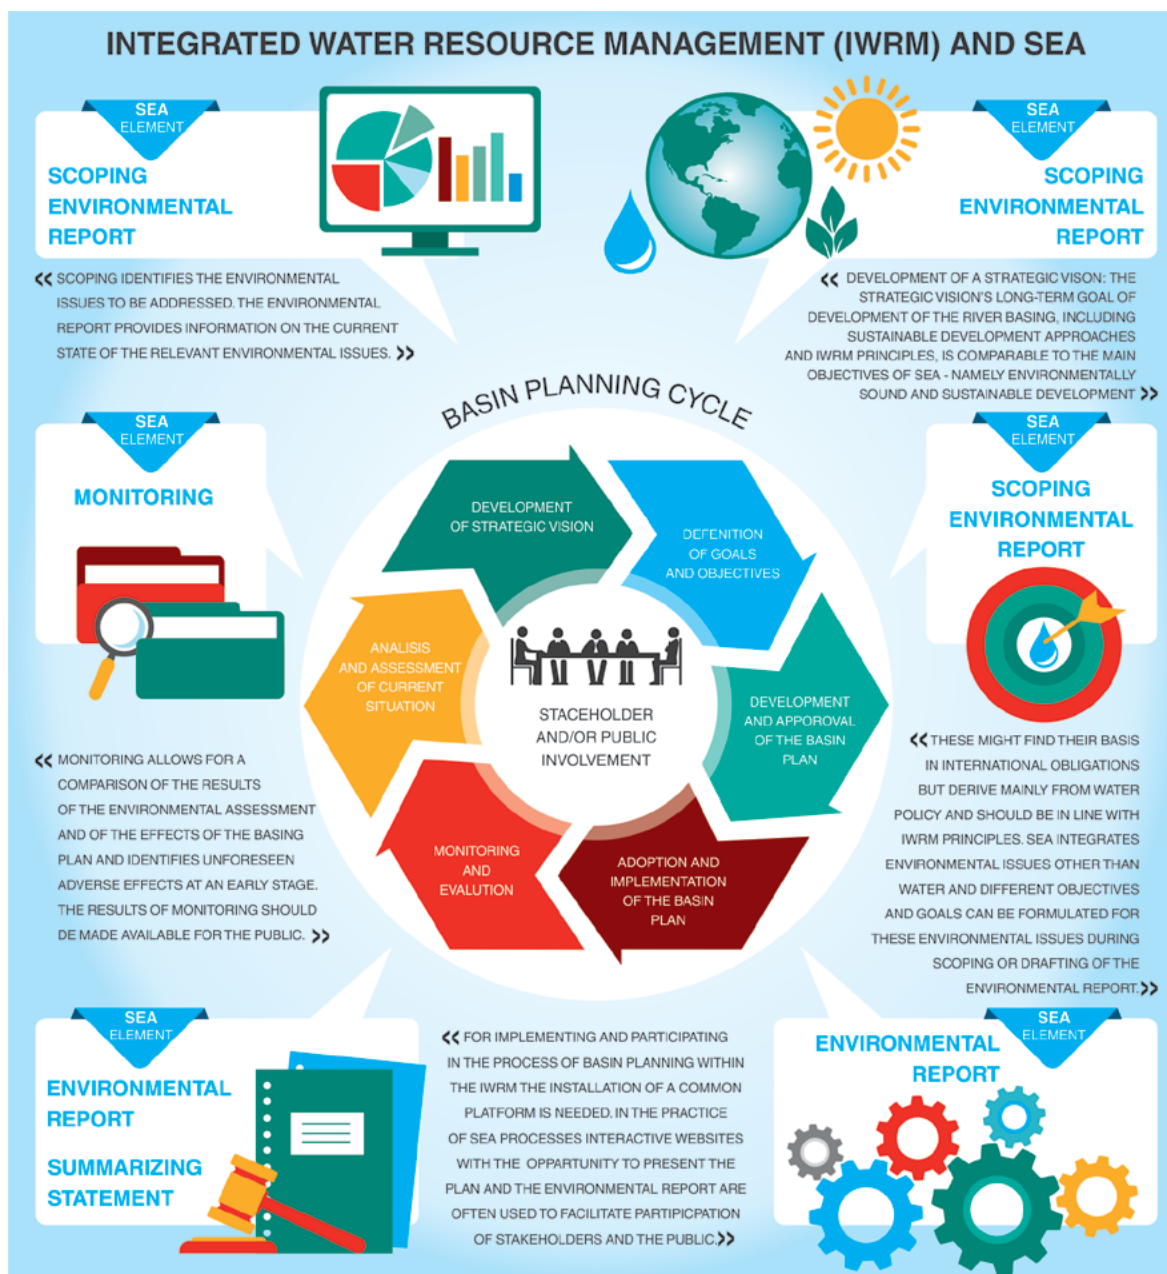 INTEGRATED WATER RESOURCE MANAGEMENT (IWRM) AND SEA
SEA
ELEMENT
SCOPING
ENVIRONMENTAL
REPORT
« SCOPING IDENTIFIES THE ENVIRONMENTAL
ISSUES TO BE ADDRESSED. THE ENVIRONMENTAL
REPORT PROVIDES INFORMATION ON THE CURRENT
STATE OF THE RELEVANT ENVIRONMENTAL ISSUES. »
SEA
ELEMENT
SCOPING
ENVIRONMENTAL
REPORT
« DEVELOPMENT OF A STRATEGIC VISON: THE
STRATEGIC VISION'S LONG-TERM GOAL OF
DEVELOPMENT OF THE RIVER BASING, INCLUDING
SUSTAINABLE DEVELOPMENT APPROACHES
AND IWRM PRINCIPLES, IS COMPARABLE TO THE MAIN
OBJECTIVES OF SEA - NAMELY ENVIRONMENTALLY
SOUND AND SUSTAINABLE DEVELOPMENT »
BASIN PLANNING CYCLE
DEVELOPMENT
OF STRATEGIC VISION
DEFENITION
OF GOALS
AND OBJECTIVES
DEVELOPMENT
AND APPOROVAL
OF THE BASIN
PLAN
ADOPTION AND
IMPLEMENTATION
OF THE BASIN
PLAN
MONITORING
AND
EVALUTION
ANALISIS
AND ASSESSMENT
OF CURRENT
SITUATION
STACEHOLDER
AND/OR PUBLIC
INVOLVEMENT
SEA
ELEMENT
MONITORING
« MONITORING ALLOWS FOR A
COMPARISON OF THE RESULTS
OF THE ENVIRONMENTAL ASSESSMENT
AND OF THE EFFECTS OF THE BASING
PLAN AND IDENTIFIES UNFORESEEN
ADVERSE EFFECTS AT AN EARLY STAGE.
THE RESULTS OF MONITORING SHOULD
DE MADE AVAILABLE FOR THE PUBLIC. »
SEA
ELEMENT
SCOPING
ENVIRONMENTAL
REPORT
« THESE MIGHT FIND THEIR BASIS
IN INTERNATIONAL OBLIGATIONS
BUT DERIVE MAINLY FROM WATER
POLICY AND SHOULD BE IN LINE WITH
IWRM PRINCIPLES. SEA INTEGRATES
ENVIRONMENTAL ISSUES OTHER THAN
WATER AND DIFFERENT OBJECTIVES
AND GOALS CAN BE FORMULATED FOR
THESE ENVIRONMENTAL ISSUES DURING
SCOPING OR DRAFTING OF THE
ENVIRONMENTAL REPORT. »
SEA
ELEMENT
ENVIRONMENTAL
REPORT
SUMMARIZING
STATEMENT
« FOR IMPLEMENTING AND PARTICIPATING
IN THE PROCESS OF BASIN PLANNING WITHIN
THE IWRM THE INSTALLATION OF A COMMON
PLATFORM IS NEEDED. IN THE PRACTICE
OF SEA PROCESSES INTERACTIVE WEBSITES
WITH THE OPPORTUNITY TO PRESENT THE
PLAN AND THE ENVIRONMENTAL REPORT ARE
OFTEN USED TO FACILITATE PARTIPICPATION
OF STAKEHOLDERS AND THE PUBLIC. »
SEA
ELEMENT
ENVIRONMENTAL
REPORT